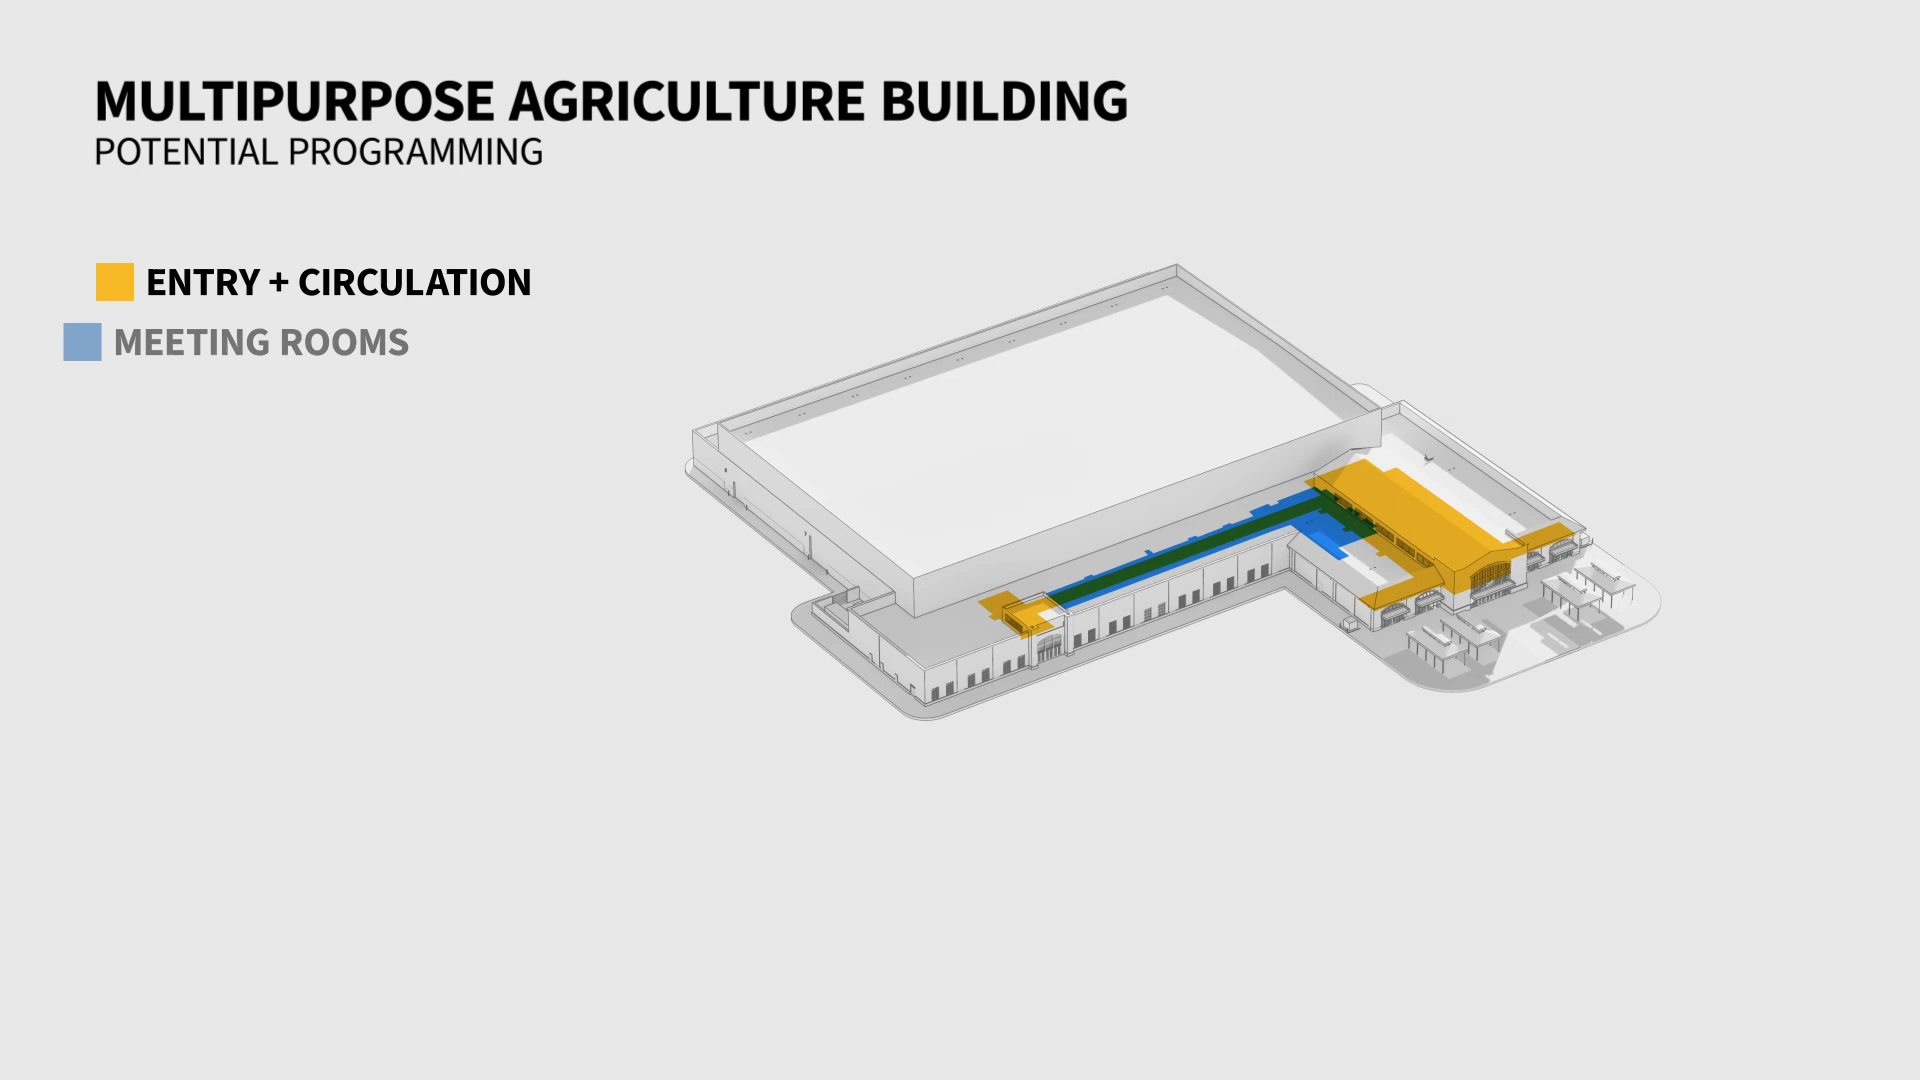 MULTIPURPOSE AGRICULTURE BUILDING
POTENTIAL PROGRAMMING
ENTRY + CIRCULATION
MEETING ROOMS